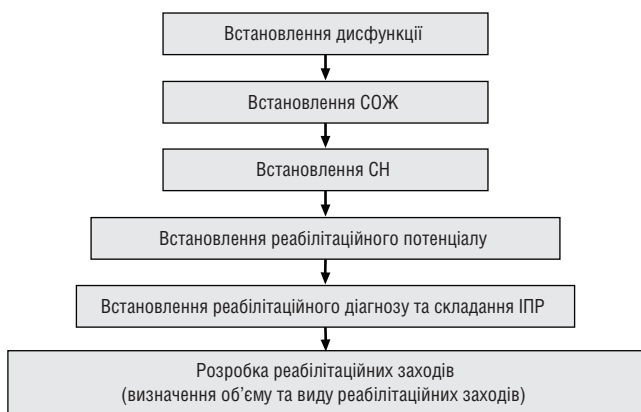 Встановлення дисфункції
Встановлення СОЖ
Встановлення СН
Встановлення реабілітаційного потенціалу
Встановлення реабілітаційного діагнозу та складання ІПР
Розробка реабілітаційних заходів
(визначення об’єму та виду реабілітаційних заходів)